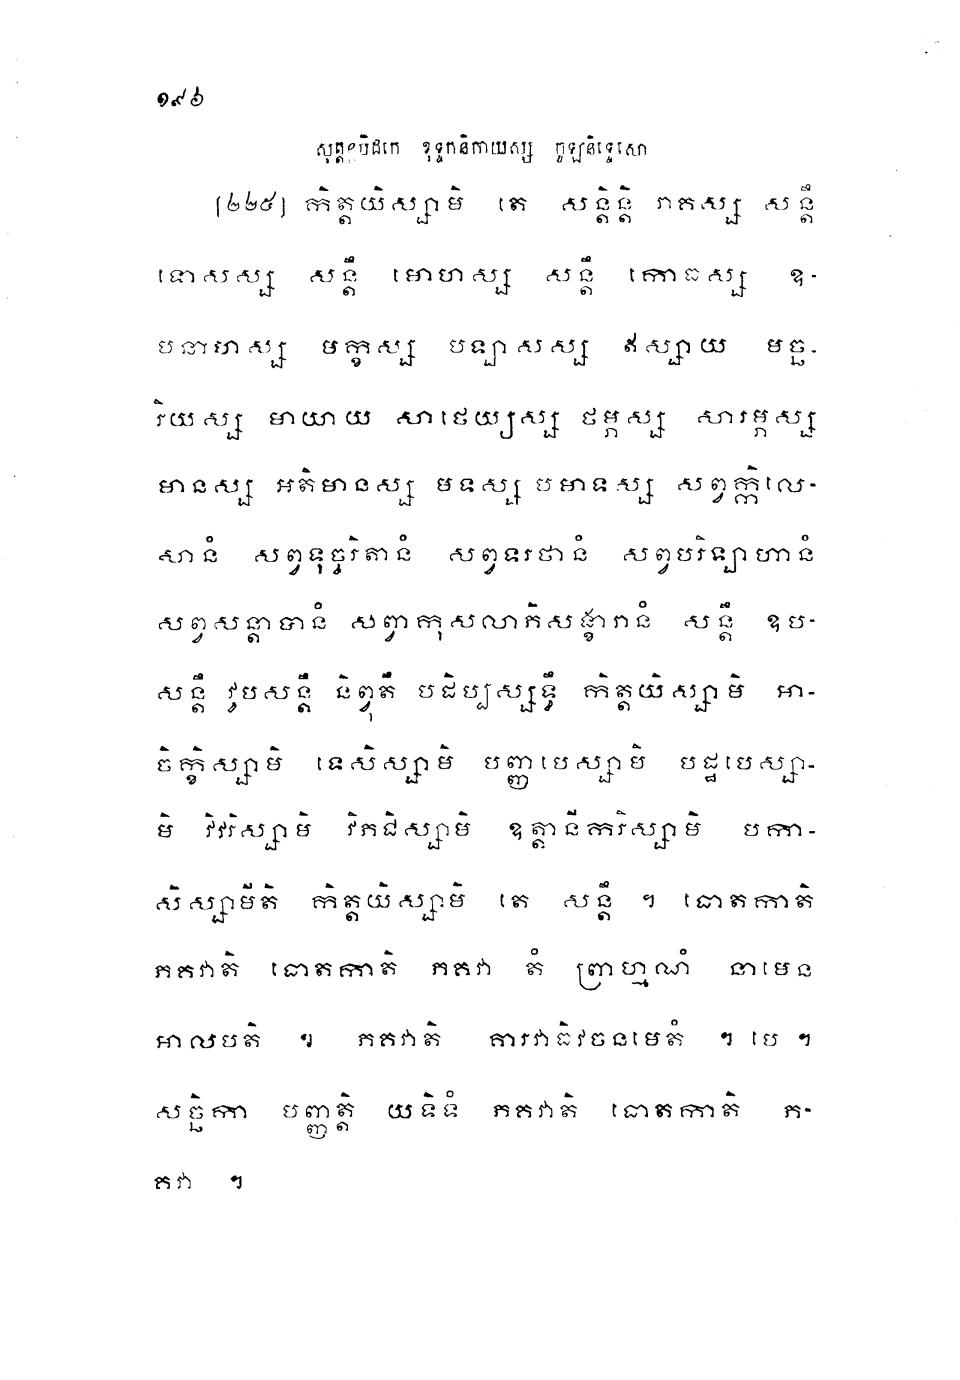 ១៩៦
សុត្តន្តបិដកេ ខុទ្ទកនិកាយស្ស ចូឡនិទ្ទេសោ
[២២៥] កិត្តយិស្សាមិ តេ សន្តិន្តិ រាគស្ស សន្តឹ
ទោសស្ស សន្តឹ មោហស្ស សន្តឹ កោធស្ស ឧ-
បនាហស្ស មក្ខស្ស បឡាសស្ស ឥស្សាយ មច្ឆ-
រិយស្ស មាយាយ សាថេយ្យស្ស ថម្ភស្ស សារម្ភស្ស
មានស្ស អតិមានស្ស មទស្ស បមាទស្ស សព្វក្កិលេ-
សានំ សព្វទុច្ចរិតានំ សព្វទរថានំ សព្វបរិឡាហានំ
សព្វសន្តាបានំ សព្វាកុសលាភិសង្ខារានំ សន្តឹ ឧប-
សន្តឹ វូបសន្តឹ និព្វុតឹ បដិប្បស្សទ្ធឹ កិត្តយិស្សាមិ អា-
ចិក្ខិស្សាមិ ទេសិស្សាមិ បញ្ញបេស្សាមិ បដ្ឋបេស្សា-
មិ វិវរិស្សាមិ វិភជិស្សាមិ ឧត្តានីការិស្សាមិ បកា-
សិស្សាមីតិ កិត្តយិស្សាមិ តេ សន្តឹ ។ ធោតកាតិ
ភគវាតិ ធោតកាតិ ភគវា តំ ព្រាហ្មណំ នាមេន
អាលបតិ ។ ភគវាតិ គារវាធិវចនមេតំ ។ បេ ។
សច្ឆិកា បញ្ញត្តិ យទិទំ ភគវាតិ ធោតកាតិ ភ-
គវា ។